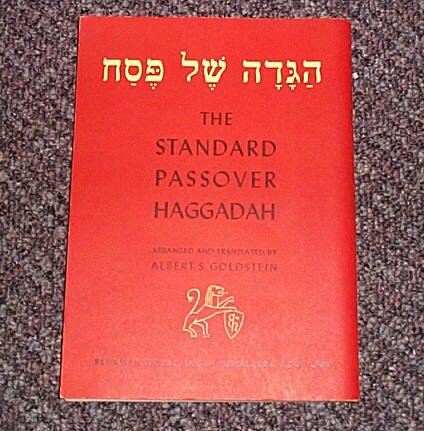 הַגָּדָה שֶׁל פֶּסַח
THE
STANDARD
PASSOVER
HAGGADAH
ARRANGED AND TRANSLATED BY
ALBERT S. GOLDSTEIN